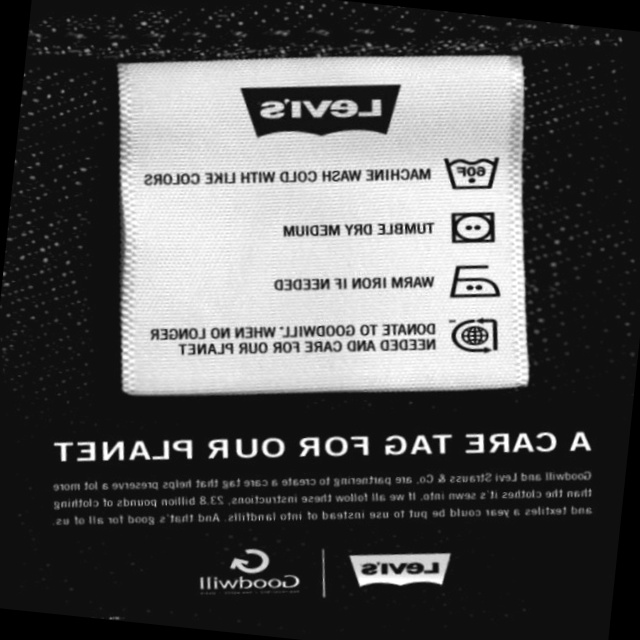 Levi's
MACHINE WASH COLD WITH LIKE COLORS
60F
TUMBLE DRY MEDIUM
WARM IRON IF NEEDED
DONATE TO GOODWILL™ WHEN NO LONGER
NEEDED AND CARE FOR OUR PLANET
A CARE TAG FOR OUR PLANET
Goodwill and Levi Strauss & Co. are partnering to create a care tag that helps preserve a lot more
than the clothes it's sewn into. If we all follow these instructions, 23.8 billion pounds of clothing
and textiles a year could be put to use instead of into landfills. And that's good for all of us.
Levi's
Goodwill